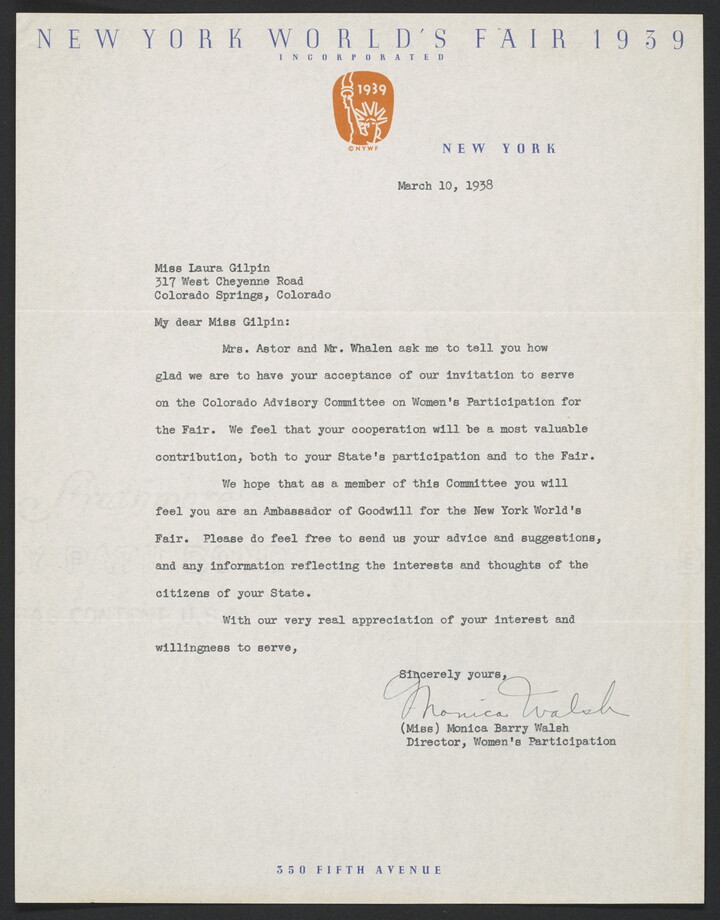 NEW YORK WORLD'S FAIR 1939
INCORPORATED
1939
©NYWF
NEW YORK
March 10, 1938
Miss Laura Gilpin
317 West Cheyenne Road
Colorado Springs, Colorado
My dear Miss Gilpin:
Mrs. Astor and Mr. Whalen ask me to tell you how
glad we are to have your acceptance of our invitation to serve
on the Colorado Advisory Committee on Women's Participation for
the Fair. We feel that your cooperation will be a most valuable
contribution, both to your State's participation and to the Fair.
We hope that as a member of this Committee you will
feel you are an Ambassador of Goodwill for the New York World's
Fair. Please do feel free to send us your advice and suggestions,
and any information reflecting the interests and thoughts of the
citizens of your State.
With our very real appreciation of your interest and
willingness to serve,
Sincerely yours,
Monica Walsh
(Miss) Monica Barry Walsh
Director, Women's Participation
350 FIFTH AVENUE
Strathmore